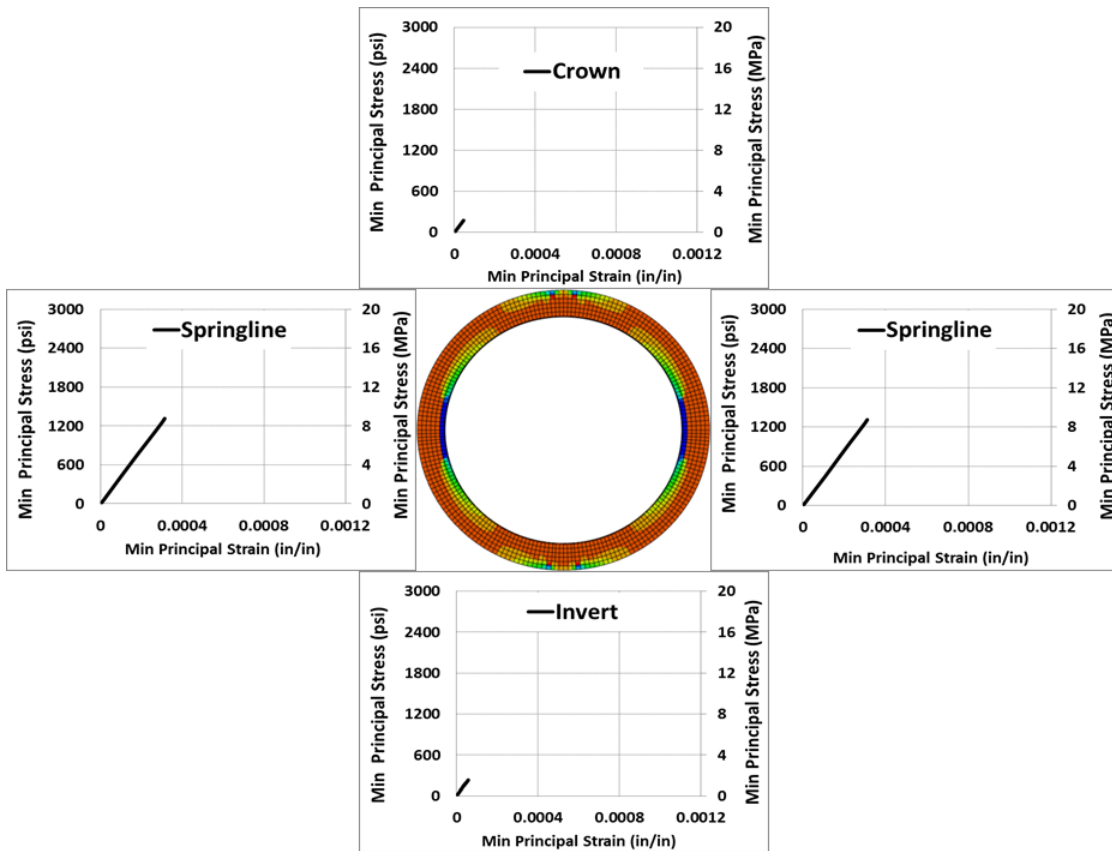 Crown
Min Principal Stress (psi)
3000
2400
1800
1200
600
0
20
16
12
8
4
0
Min Principal Stress (MPa)
0 0.0004 0.0008 0.0012
Min Principal Strain (in/in)
Springline
Min Principal Stress (psi)
3000
2400
1800
1200
600
0
20
16
12
8
4
0
Min Principal Stress (MPa)
0 0.0004 0.0008 0.0012
Min Principal Strain (in/in)
Springline
Min Principal Stress (psi)
3000
2400
1800
1200
600
0
20
16
12
8
4
0
Min Principal Stress (MPa)
0 0.0004 0.0008 0.0012
Min Principal Strain (in/in)
Invert
Min Principal Stress (psi)
3000
2400
1800
1200
600
0
20
16
12
8
4
0
Min Principal Stress (MPa)
0 0.0004 0.0008 0.0012
Min Principal Strain (in/in)